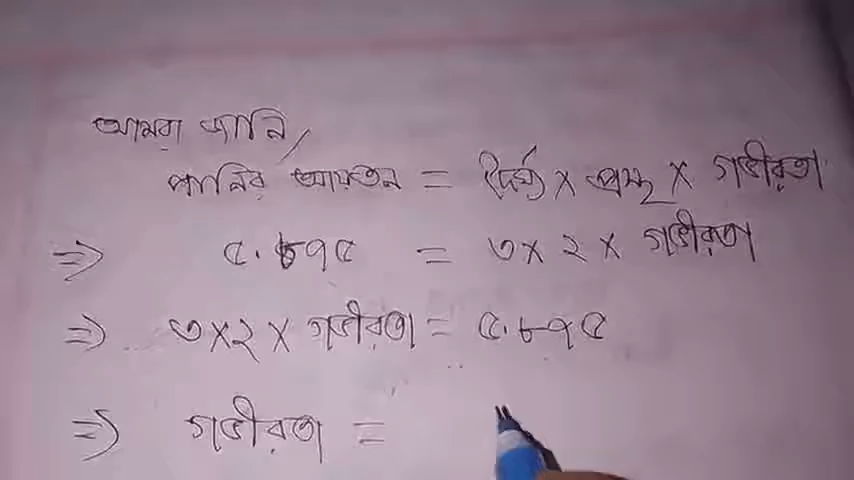 আমরা জানি,
পানির আয়তন = দৈর্ঘ্য × প্রস্থ × গভীরতা
⇒ ৫.৮৭৫ = ৩ × ২ × গভীরতা
⇒ ৩ × ২ × গভীরতা = ৫.৮৭৫
⇒ গভীরতা =